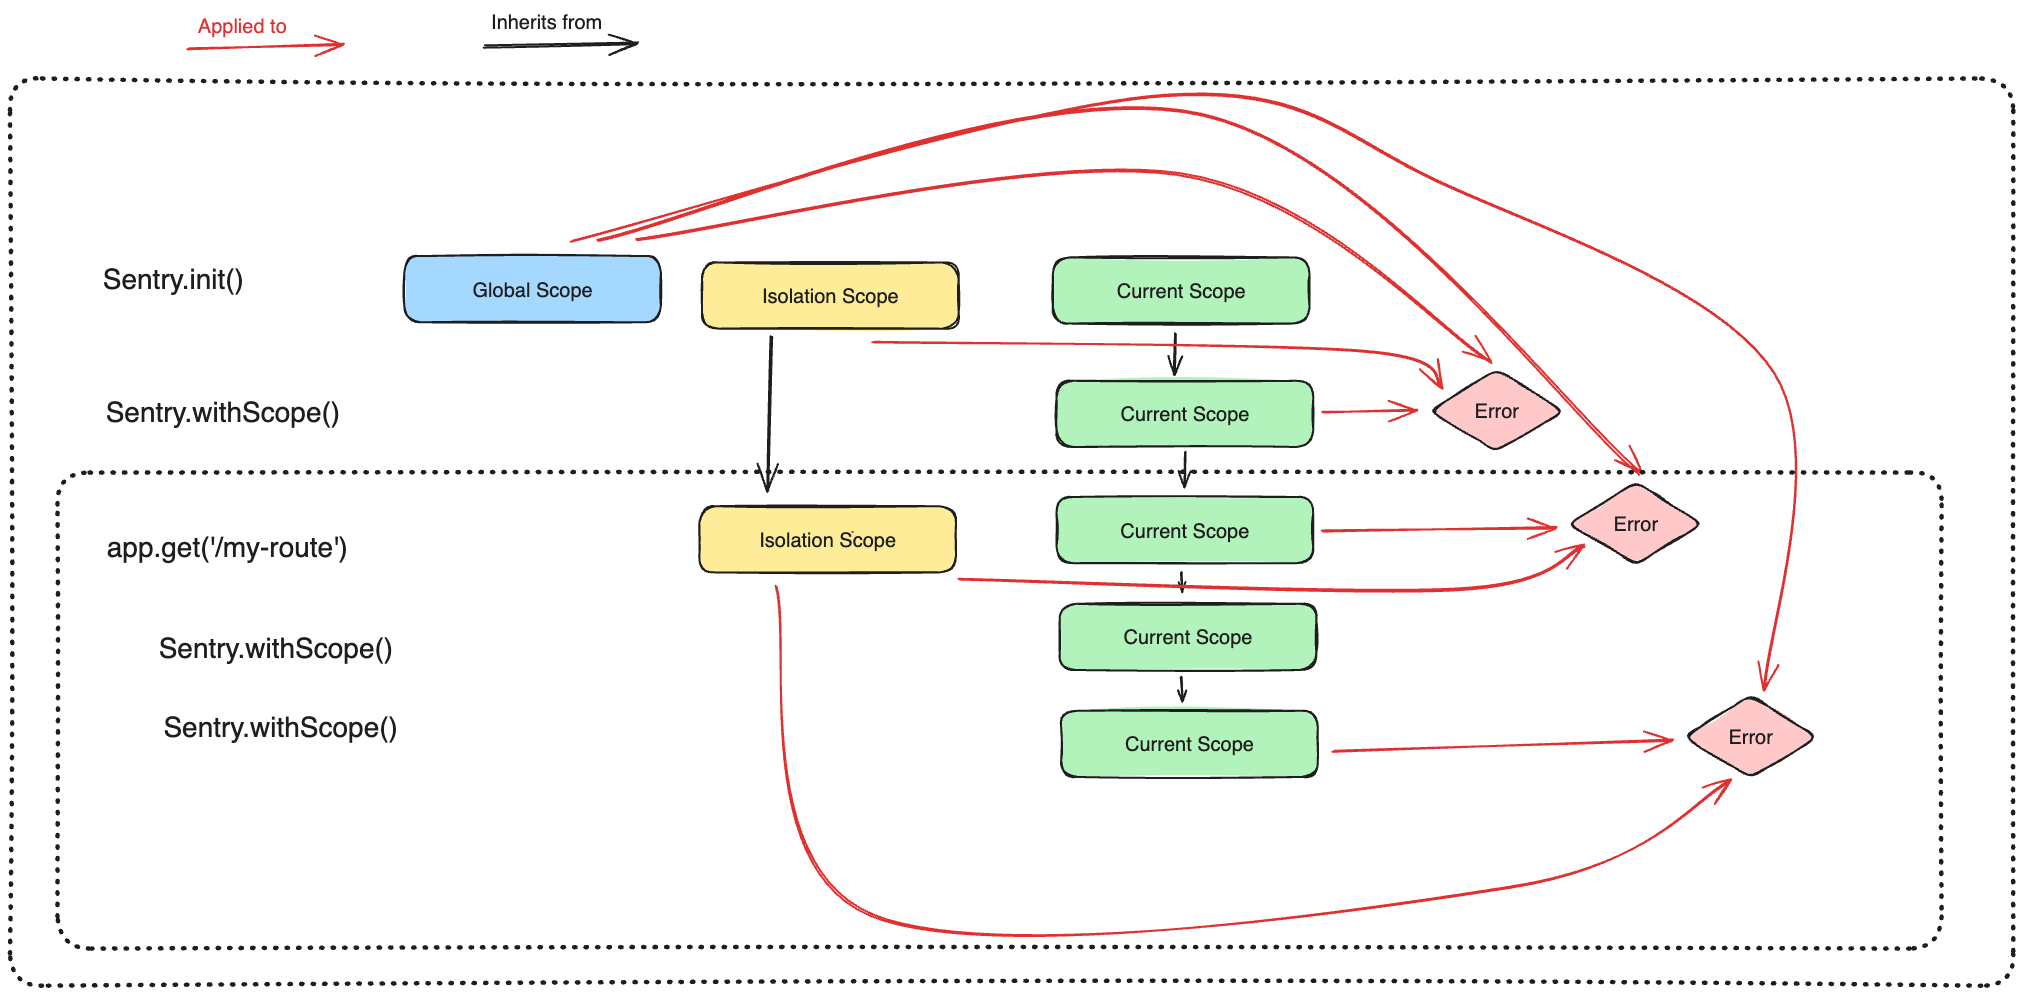 Applied to
Inherits from
Sentry.init()
Global Scope
Isolation Scope
Current Scope
Sentry.withScope()
Current Scope
Error
app.get('/my-route')
Isolation Scope
Current Scope
Error
Sentry.withScope()
Current Scope
Sentry.withScope()
Current Scope
Error